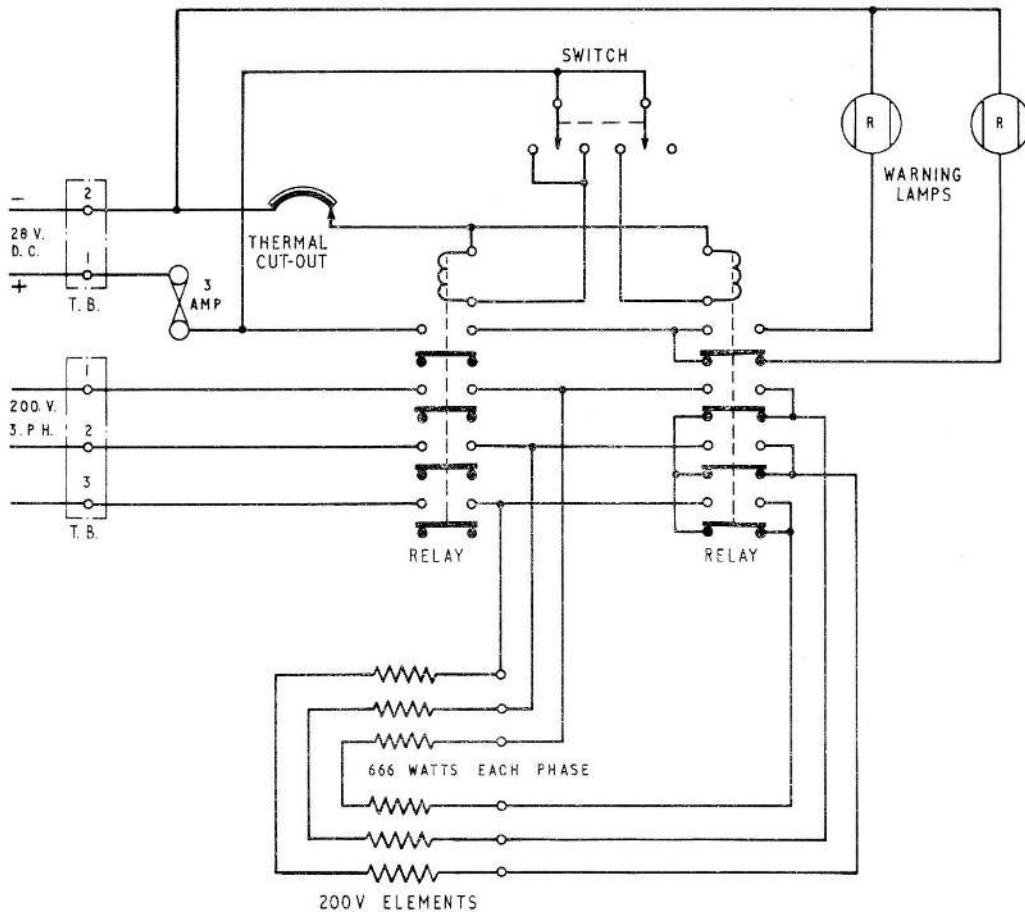 SWITCH
R
R
WARNING
LAMPS
–
2
28 V.
D. C.
1
+
T. B.
THERMAL
CUT-OUT
3
AMP
1
200. V.
3. P H.
2
3
T. B.
RELAY
RELAY
666 WATTS EACH PHASE
200V ELEMENTS